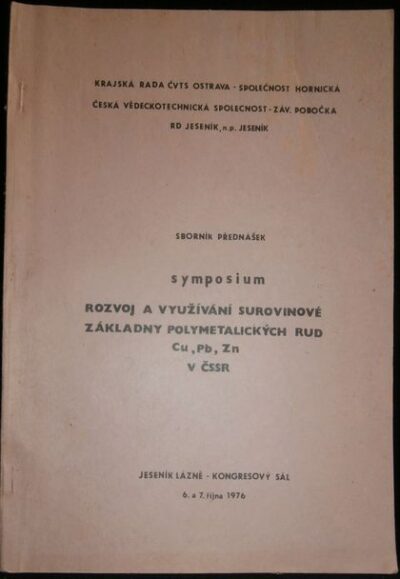 KRAJSKÁ RADA ČVTS OSTRAVA - SPOLEČNOST HORNICKÁ
ČESKÁ VĚDECKOTECHNICKÁ SPOLEČNOST - ZÁV. POBOČKA
RD JESENÍK, n.p. JESENÍK
SBORNÍK PŘEDNÁŠEK
symposium
ROZVOJ A VYUŽÍVÁNÍ SUROVINOVÉ
ZÁKLADNY POLYMETALICKÝCH RUD
Cu, Pb, Zn
V ČSSR
JESENÍK LÁZNĚ - KONGRESOVÝ SÁL
6. a 7. října 1976